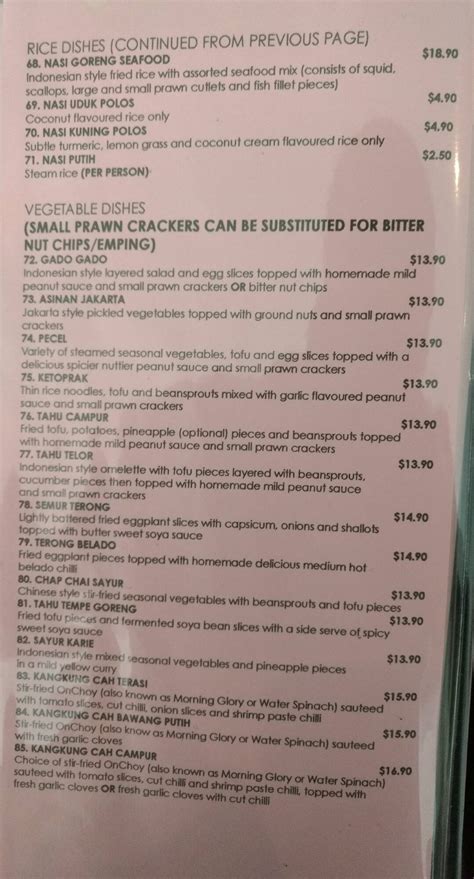 RICE DISHES (CONTINUED FROM PREVIOUS PAGE)
68. NASI GORENG SEAFOOD $18.90
Indonesian style fried rice with assorted seafood mix (consists of squid,
scallops, large and small prawn cutlets and fish fillet pieces)
69. NASI UDUK POLOS $4.90
Coconut flavoured rice only
70. NASI KUNING POLOS $4.90
Subtle turmeric, lemon grass and coconut cream flavoured rice only
71. NASI PUTIH $2.50
Steam rice (PER PERSON)
VEGETABLE DISHES
(SMALL PRAWN CRACKERS CAN BE SUBSTITUTED FOR BITTER
NUT CHIPS/EMPING)
72. GADO GADO $13.90
Indonesian style layered salad and egg slices topped with homemade mild
peanut sauce and small prawn crackers OR bitter nut chips
73. ASINAN JAKARTA $13.90
Jakarta style pickled vegetables topped with ground nuts and small prawn
crackers
74. PECEL $13.90
Variety of steamed seasonal vegetables, tofu and egg slices topped with a
delicious spicier nuttier peanut sauce and small prawn crackers
75. KETOPRAK $13.90
Thin rice noodles, tofu and beansprouts mixed with garlic flavoured peanut
sauce and small prawn crackers
76. TAHU CAMPUR $13.90
Fried tofu, potatoes, pineapple (optional) pieces and beansprouts topped
with homemade mild peanut sauce and small prawn crackers
77. TAHU TELOR $13.90
Indonesian style omelette with tofu pieces layered with beansprouts,
cucumber pieces then topped with homemade mild peanut sauce
and small prawn crackers
78. SEMUR TERONG $14.90
Lightly battered fried eggplant slices with capsicum, onions and shallots
topped with butter sweet soya sauce
79. TERONG BELADO $14.90
Fried eggplant pieces topped with homemade delicious medium hot
belado chilli
80. CHAP CHAI SAYUR $13.90
Chinese style stir-fried seasonal vegetables with beansprouts and tofu pieces
81. TAHU TEMPE GORENG $13.90
Fried tofu pieces and fermented soya bean slices with a side serve of spicy
sweet soya sauce
82. SAYUR KARIE $13.90
Indonesian style mixed seasonal vegetables and pineapple pieces
in a mild yellow curry
83. KANGKUNG CAH TERASI $15.90
Stir-fried OnChoy (also known as Morning Glory or Water Spinach) sauteed
with tomato slices, cut chilli, onion slices and shrimp paste chilli
84. KANGKUNG CAH BAWANG PUTIH $15.90
Stir-fried OnChoy (also know as Morning Glory or Water Spinach) sauteed
with fresh garlic cloves
85. KANGKUNG CAH CAMPUR $16.90
Choice of stir-fried OnChoy (also known as Morning Glory or Water Spinach)
sauteed with tomato slices, cut chilli and shrimp paste chilli, topped with
fresh garlic cloves OR fresh garlic cloves with cut chilli